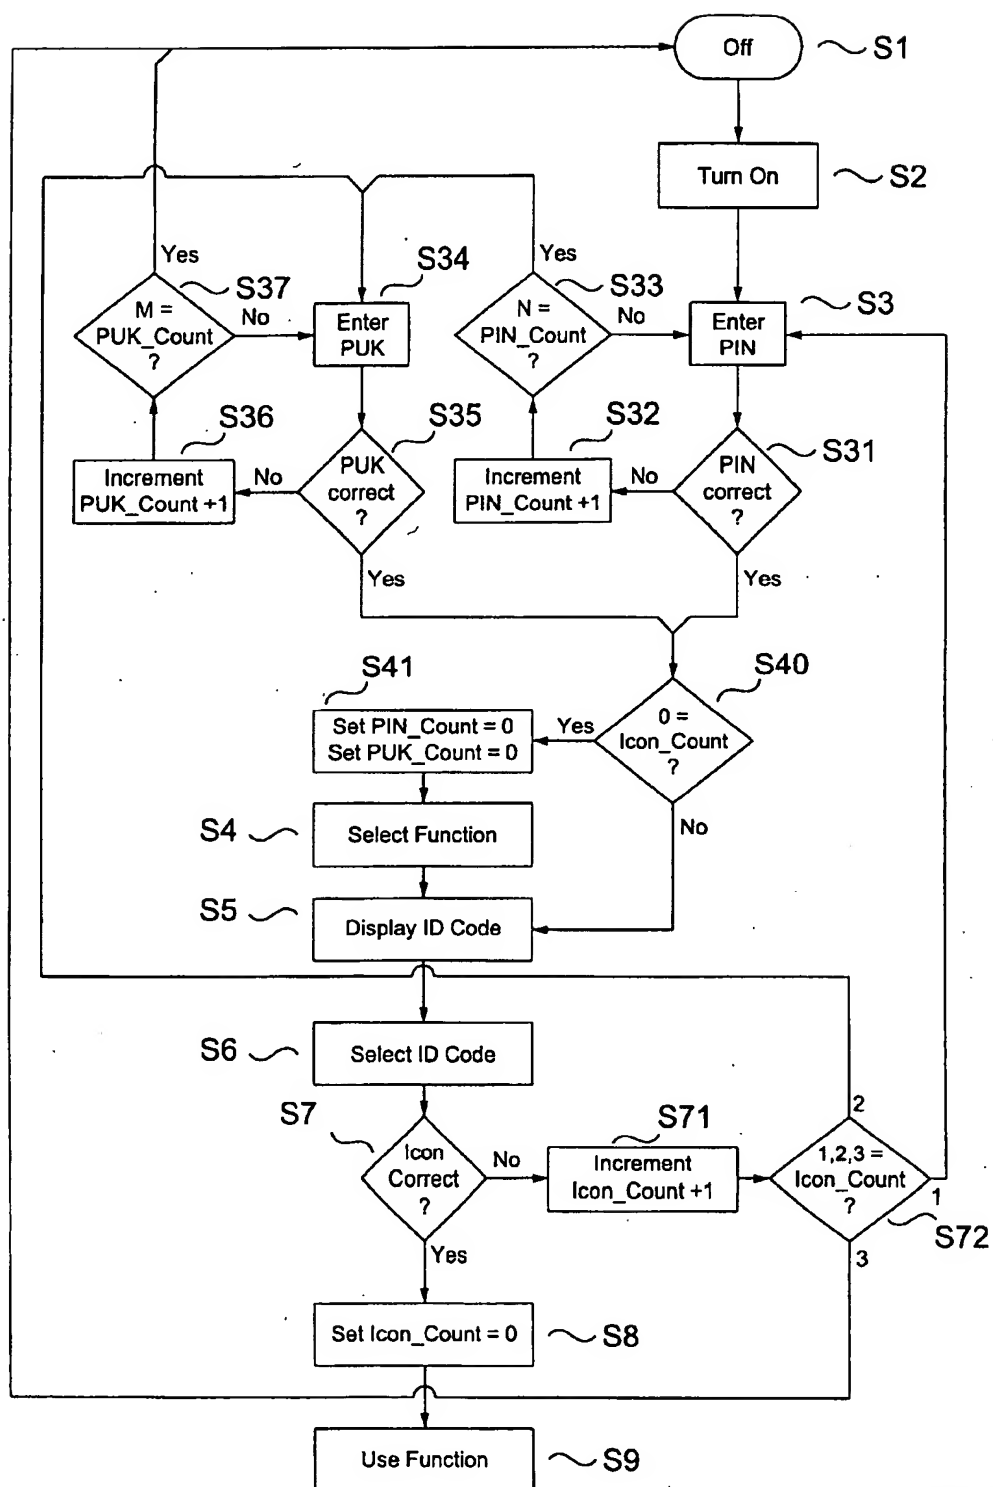 Off
S1
Turn On
S2
Yes
S37
M =
PUK_Count
?
No
S34
Enter
PUK
Yes
S33
N =
PIN_Count
?
No
S3
Enter
PIN
S36
Increment
PUK_Count +1
No
S35
PUK
correct
?
Yes
S32
Increment
PIN_Count +1
No
S31
PIN
correct
?
Yes
S41
Set PIN_Count = 0
Set PUK_Count = 0
Yes
S40
0 =
Icon_Count
?
No
S4
Select Function
S5
Display ID Code
S6
Select ID Code
S7
Icon
Correct
?
No
Yes
S71
Increment
Icon_Count +1
2
1,2,3 =
Icon_Count
?
1
S72
3
Set Icon_Count = 0
S8
Use Function
S9